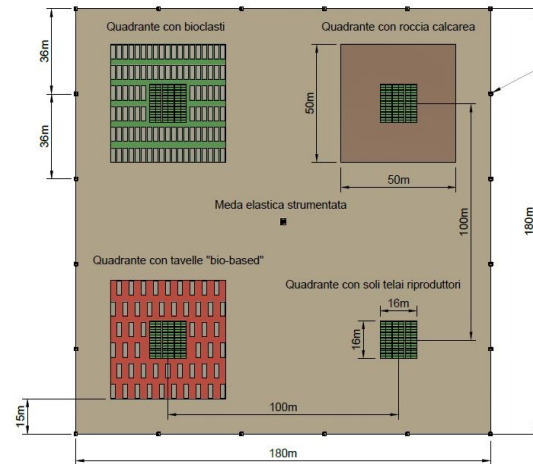 Quadrante con bioclasti
Quadrante con roccia calcarea
36m
36m
50m
50m
Meda elastica strumentata
100m
180m
Quadrante con tavelle "bio-based"
Quadrante con soli telai riproduttori
16m
16m
15m
100m
180m